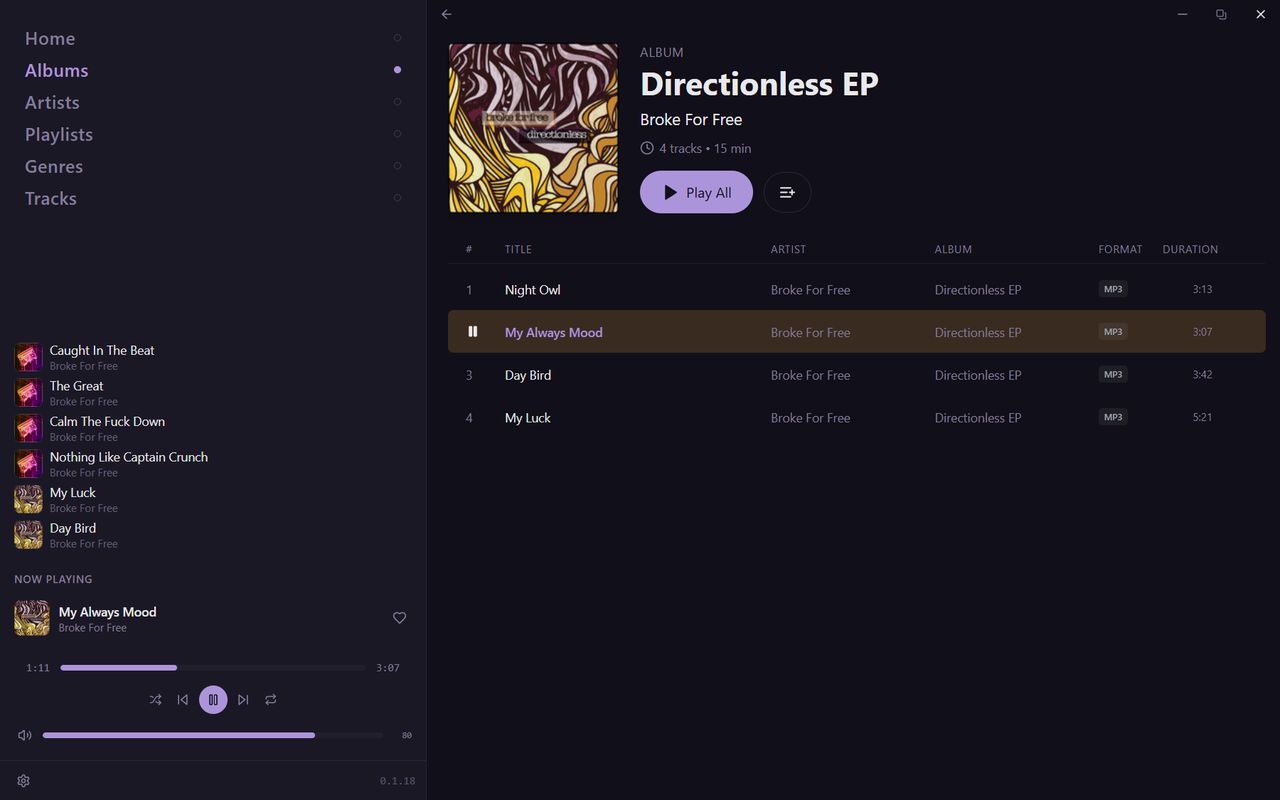 Home
Albums
Artists
Playlists
Genres
Tracks
Caught In The Beat
Broke For Free
The Great
Broke For Free
Calm The Fuck Down
Broke For Free
Nothing Like Captain Crunch
Broke For Free
My Luck
Broke For Free
Day Bird
Broke For Free
NOW PLAYING
My Always Mood
Broke For Free
1:11 3:07
80
0.1.18
broke for free
directionless
ALBUM
Directionless EP
Broke For Free
4 tracks • 15 min
Play All
# TITLE ARTIST ALBUM FORMAT DURATION
1 Night Owl Broke For Free Directionless EP MP3 3:13
My Always Mood Broke For Free Directionless EP MP3 3:07
3 Day Bird Broke For Free Directionless EP MP3 3:42
4 My Luck Broke For Free Directionless EP MP3 5:21